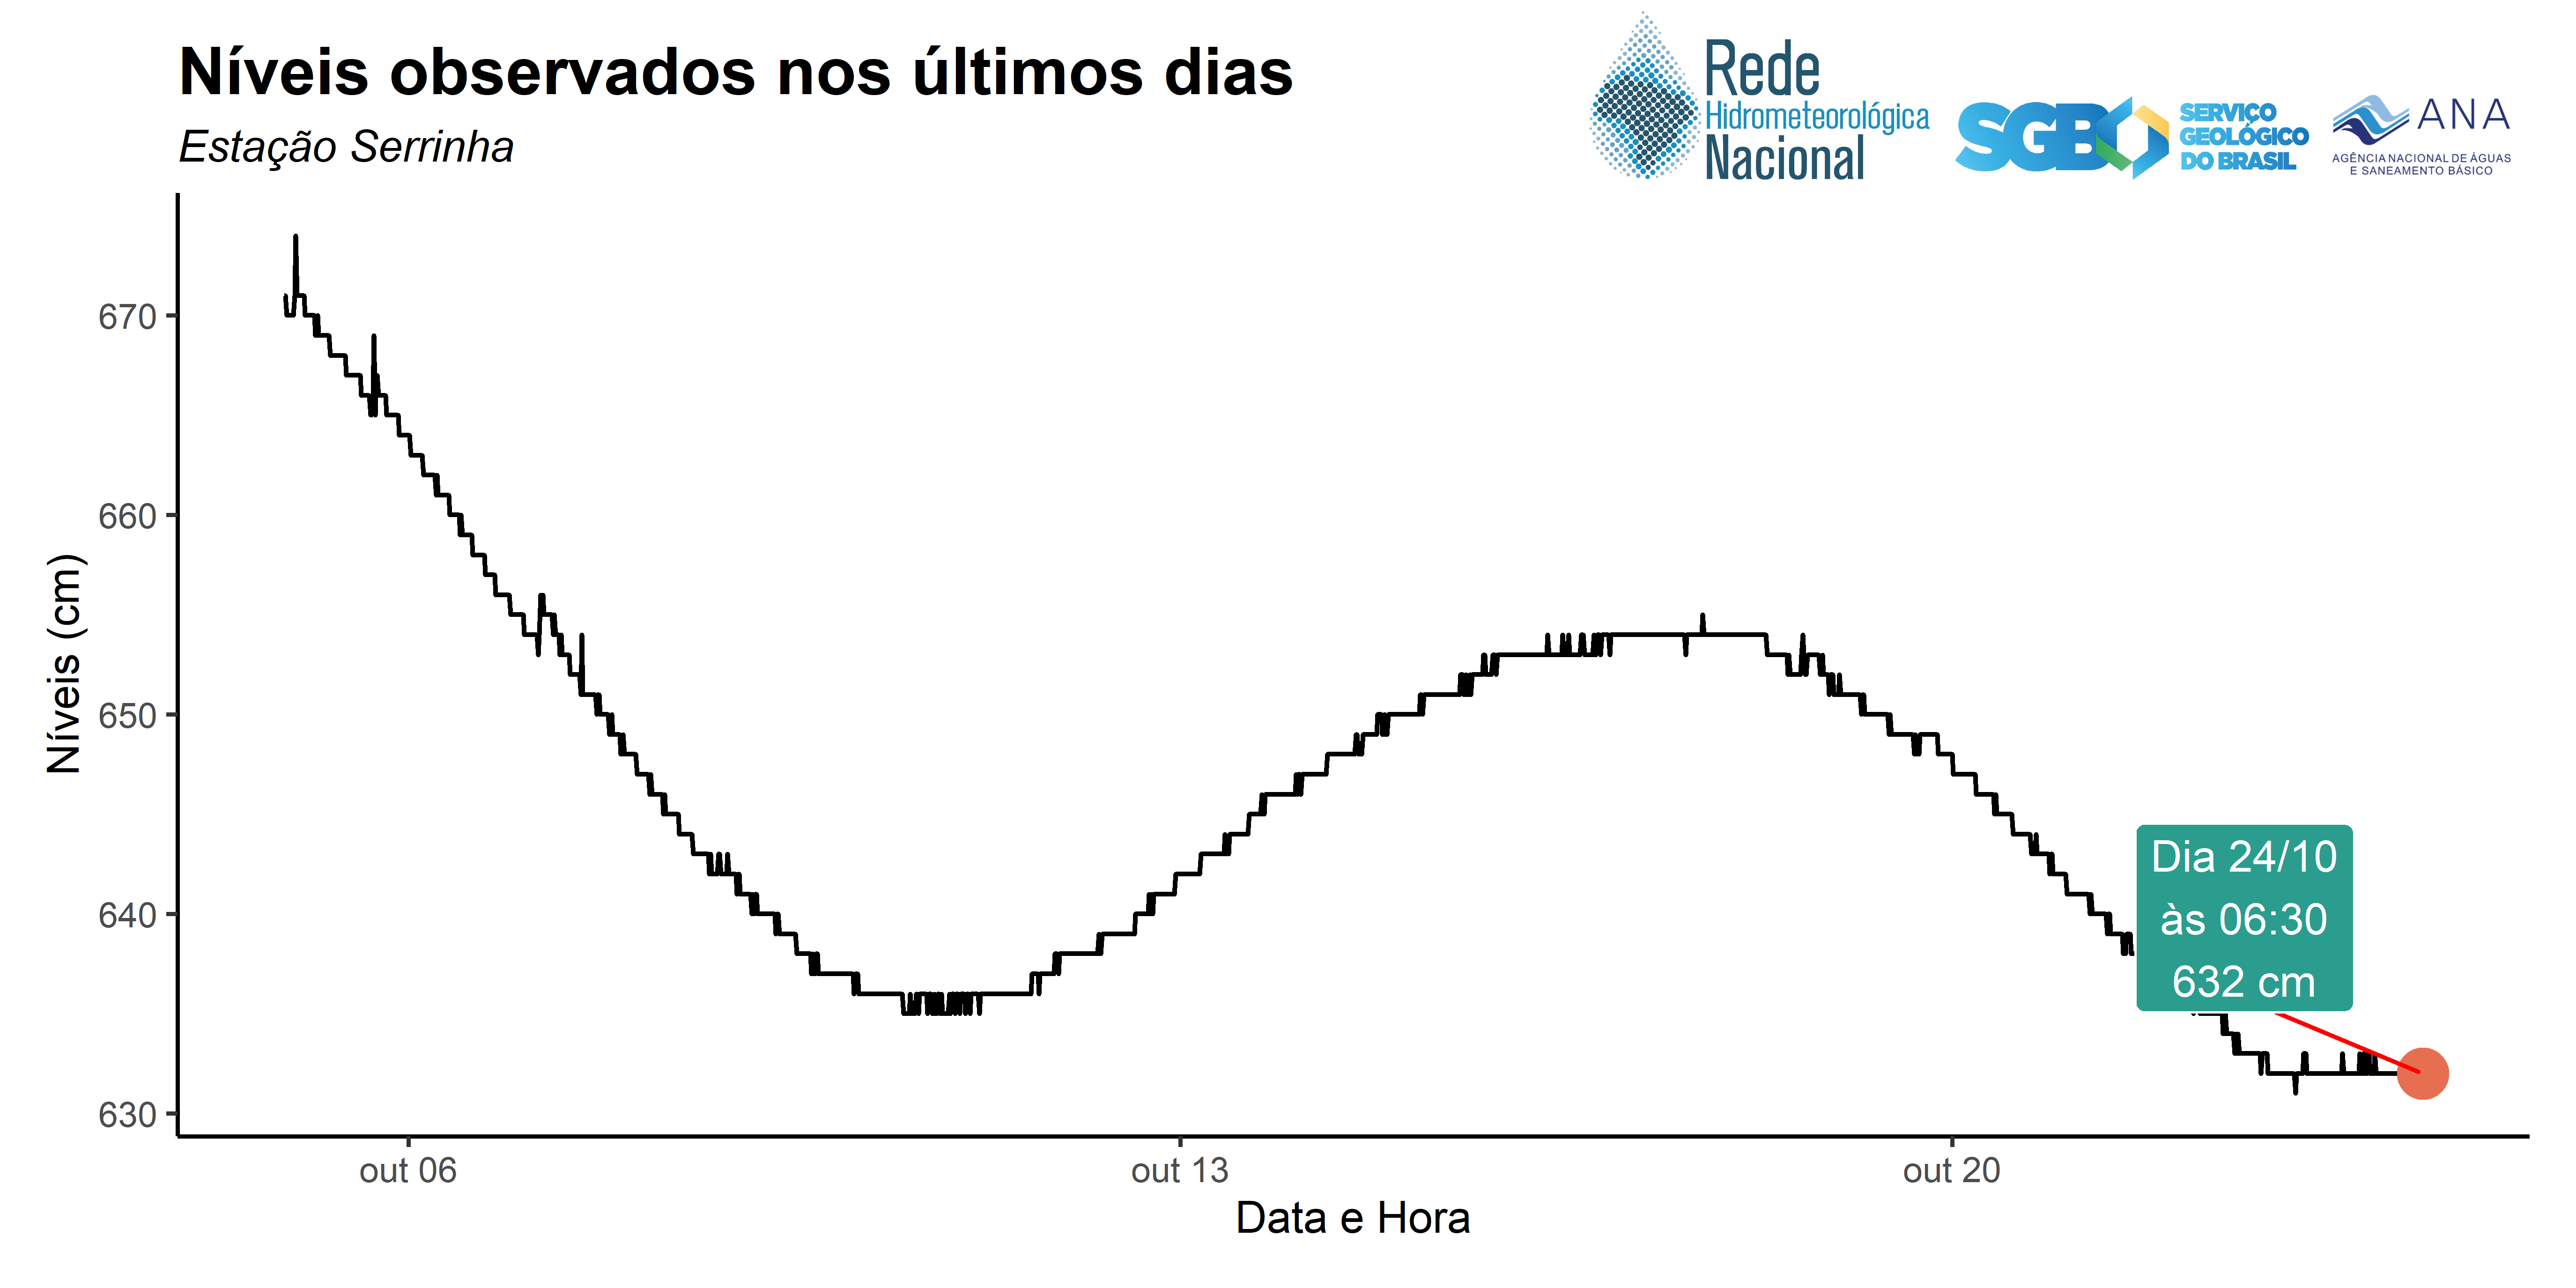 Níveis observados nos últimos dias
Estação Serrinha
Rede
Hidrometeorológica
Nacional
SGB
SERVIÇO
GEOLÓGICO
DO BRASIL
ANA
AGÊNCIA NACIONAL DE ÁGUAS
E SANEAMENTO BÁSICO
Níveis (cm)
670
660
650
640
630
Dia 24/10
às 06:30
632 cm
out 06
out 13
out 20
Data e Hora